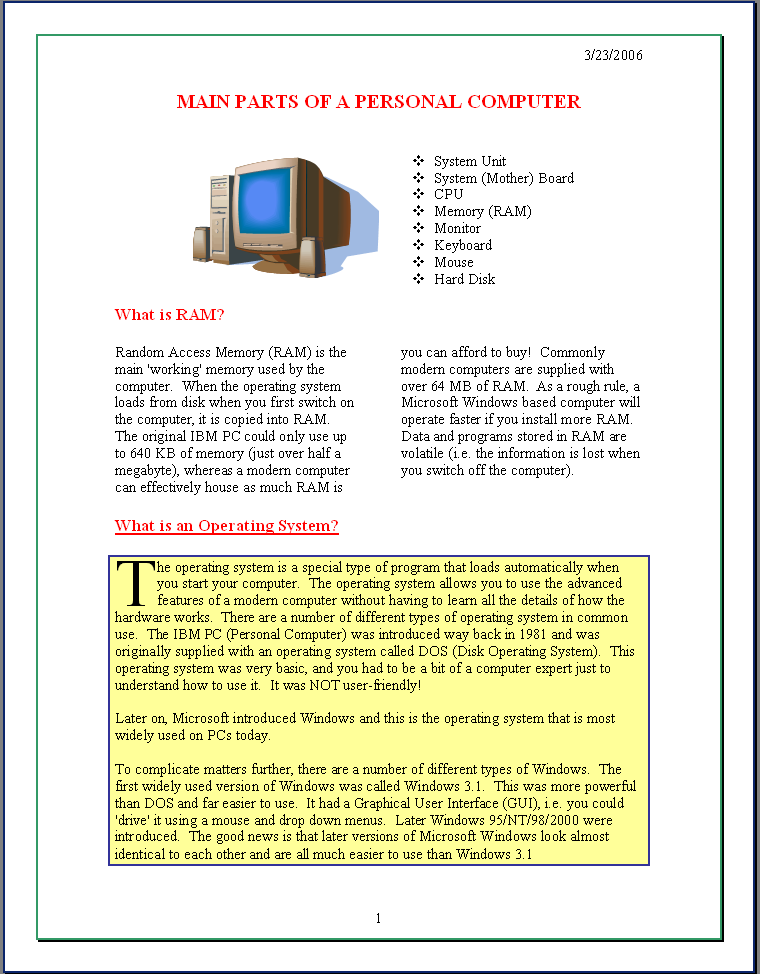 3/23/2006
MAIN PARTS OF A PERSONAL COMPUTER
❖ System Unit
❖ System (Mother) Board
❖ CPU
❖ Memory (RAM)
❖ Monitor
❖ Keyboard
❖ Mouse
❖ Hard Disk
What is RAM?
Random Access Memory (RAM) is the
main 'working' memory used by the
computer.  When the operating system
loads from disk when you first switch on
the computer, it is copied into RAM.
The original IBM PC could only use up
to 640 KB of memory (just over half a
megabyte), whereas a modern computer
can effectively house as much RAM is
you can afford to buy!  Commonly
modern computers are supplied with
over 64 MB of RAM.  As a rough rule, a
Microsoft Windows based computer will
operate faster if you install more RAM.
Data and programs stored in RAM are
volatile (i.e. the information is lost when
you switch off the computer).
What is an Operating System?
The operating system is a special type of program that loads automatically when
you start your computer.  The operating system allows you to use the advanced
features of a modern computer without having to learn all the details of how the
hardware works.  There are a number of different types of operating system in common
use.  The IBM PC (Personal Computer) was introduced way back in 1981 and was
originally supplied with an operating system called DOS (Disk Operating System).  This
operating system was very basic, and you had to be a bit of a computer expert just to
understand how to use it.  It was NOT user-friendly!
Later on, Microsoft introduced Windows and this is the operating system that is most
widely used on PCs today.
To complicate matters further, there are a number of different types of Windows.  The
first widely used version of Windows was called Windows 3.1.  This was more powerful
than DOS and far easier to use.  It had a Graphical User Interface (GUI), i.e. you could
'drive' it using a mouse and drop down menus.  Later Windows 95/NT/98/2000 were
introduced.  The good news is that later versions of Microsoft Windows look almost
identical to each other and are all much easier to use than Windows 3.1
1